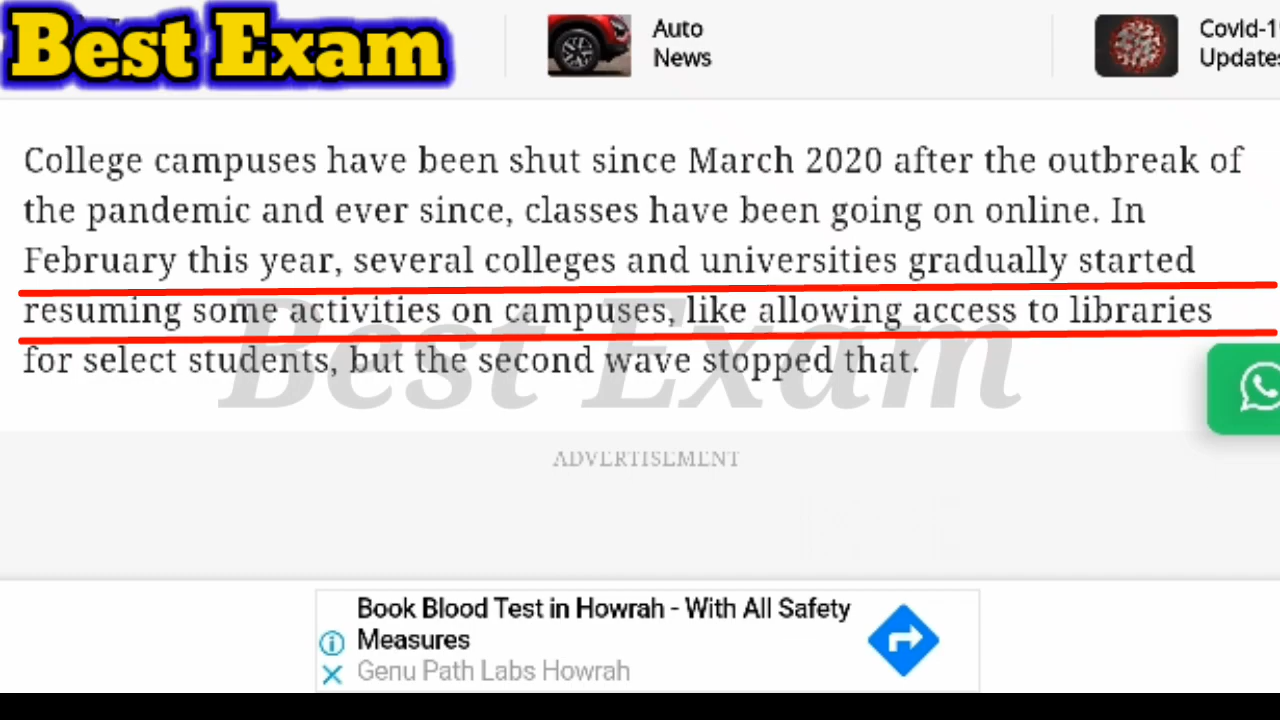 Best Exam
Auto
News
CovId-1
Updates
College campuses have been shut since March 2020 after the outbreak of
the pandemic and ever since, classes have been going on online. In
February this year, several colleges and universities gradually started
resuming some activities on campuses, like allowing access to libraries
for select students, but the second wave stopped that.
Best Exam
ADVERTISEMENT
Book Blood Test in Howrah - With All Safety
Measures
Genu Path Labs Howrah